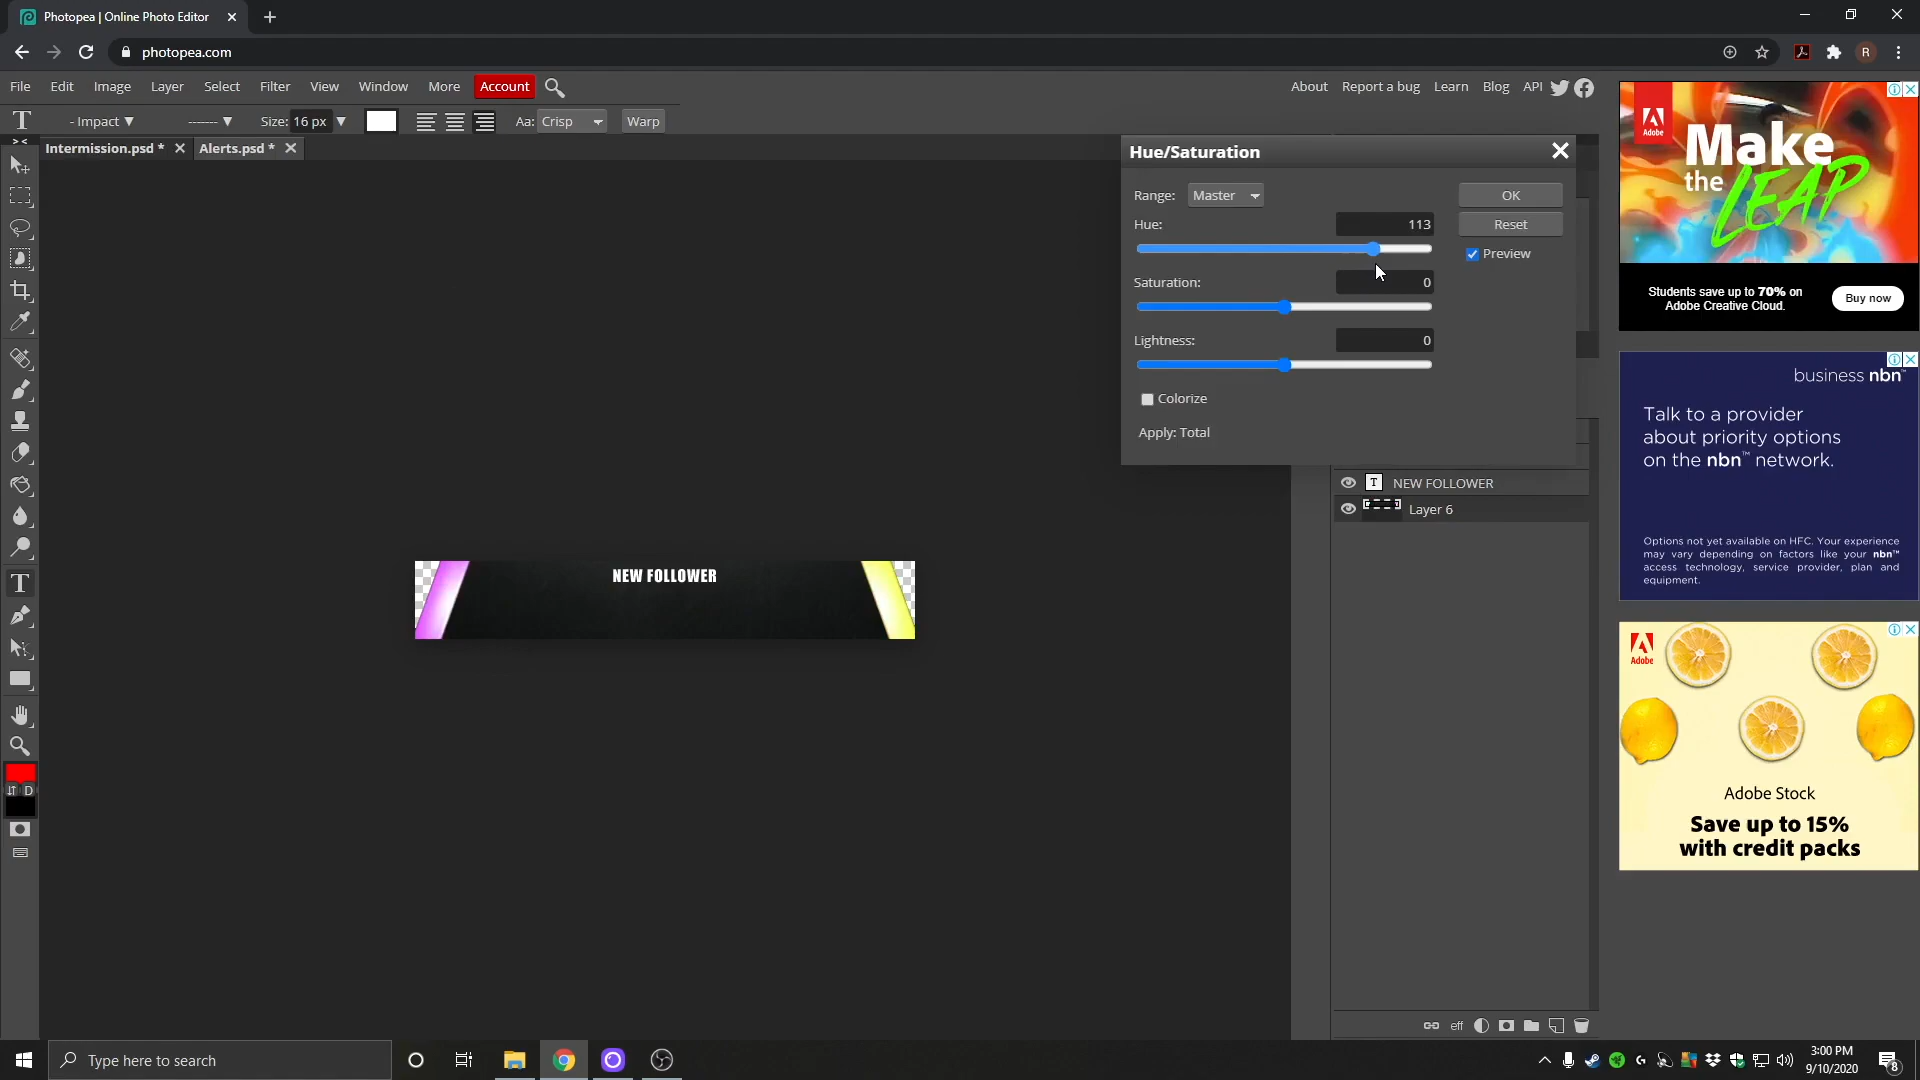 Photopea | Online Photo Editor
photopea.com
R
File Edit Image Layer Select Filter View Window More Account
About Report a bug Learn Blog API
T - Impact ▼ ------- ▼ Size: 16 px ▼ Aa: Crisp Warp
Intermission.psd * Alerts.psd *
Hue/Saturation
Range: Master OK
Hue: 113 Reset
Preview
Saturation: 0
Lightness: 0
Colorize
Apply: Total
T NEW FOLLOWER
Layer 6
NEW FOLLOWER
T
D
eff
Adobe
Make
the LEAP
Students save up to 70% on
Adobe Creative Cloud.
Buy now
business nbn™
Talk to a provider
about priority options
on the nbn™ network.
Options not yet available on HFC. Your experience
may vary depending on factors like your nbn™
access technology, service provider, plan and
equipment.
Adobe
Adobe Stock
Save up to 15%
with credit packs
Type here to search
3:00 PM
9/10/2020
8